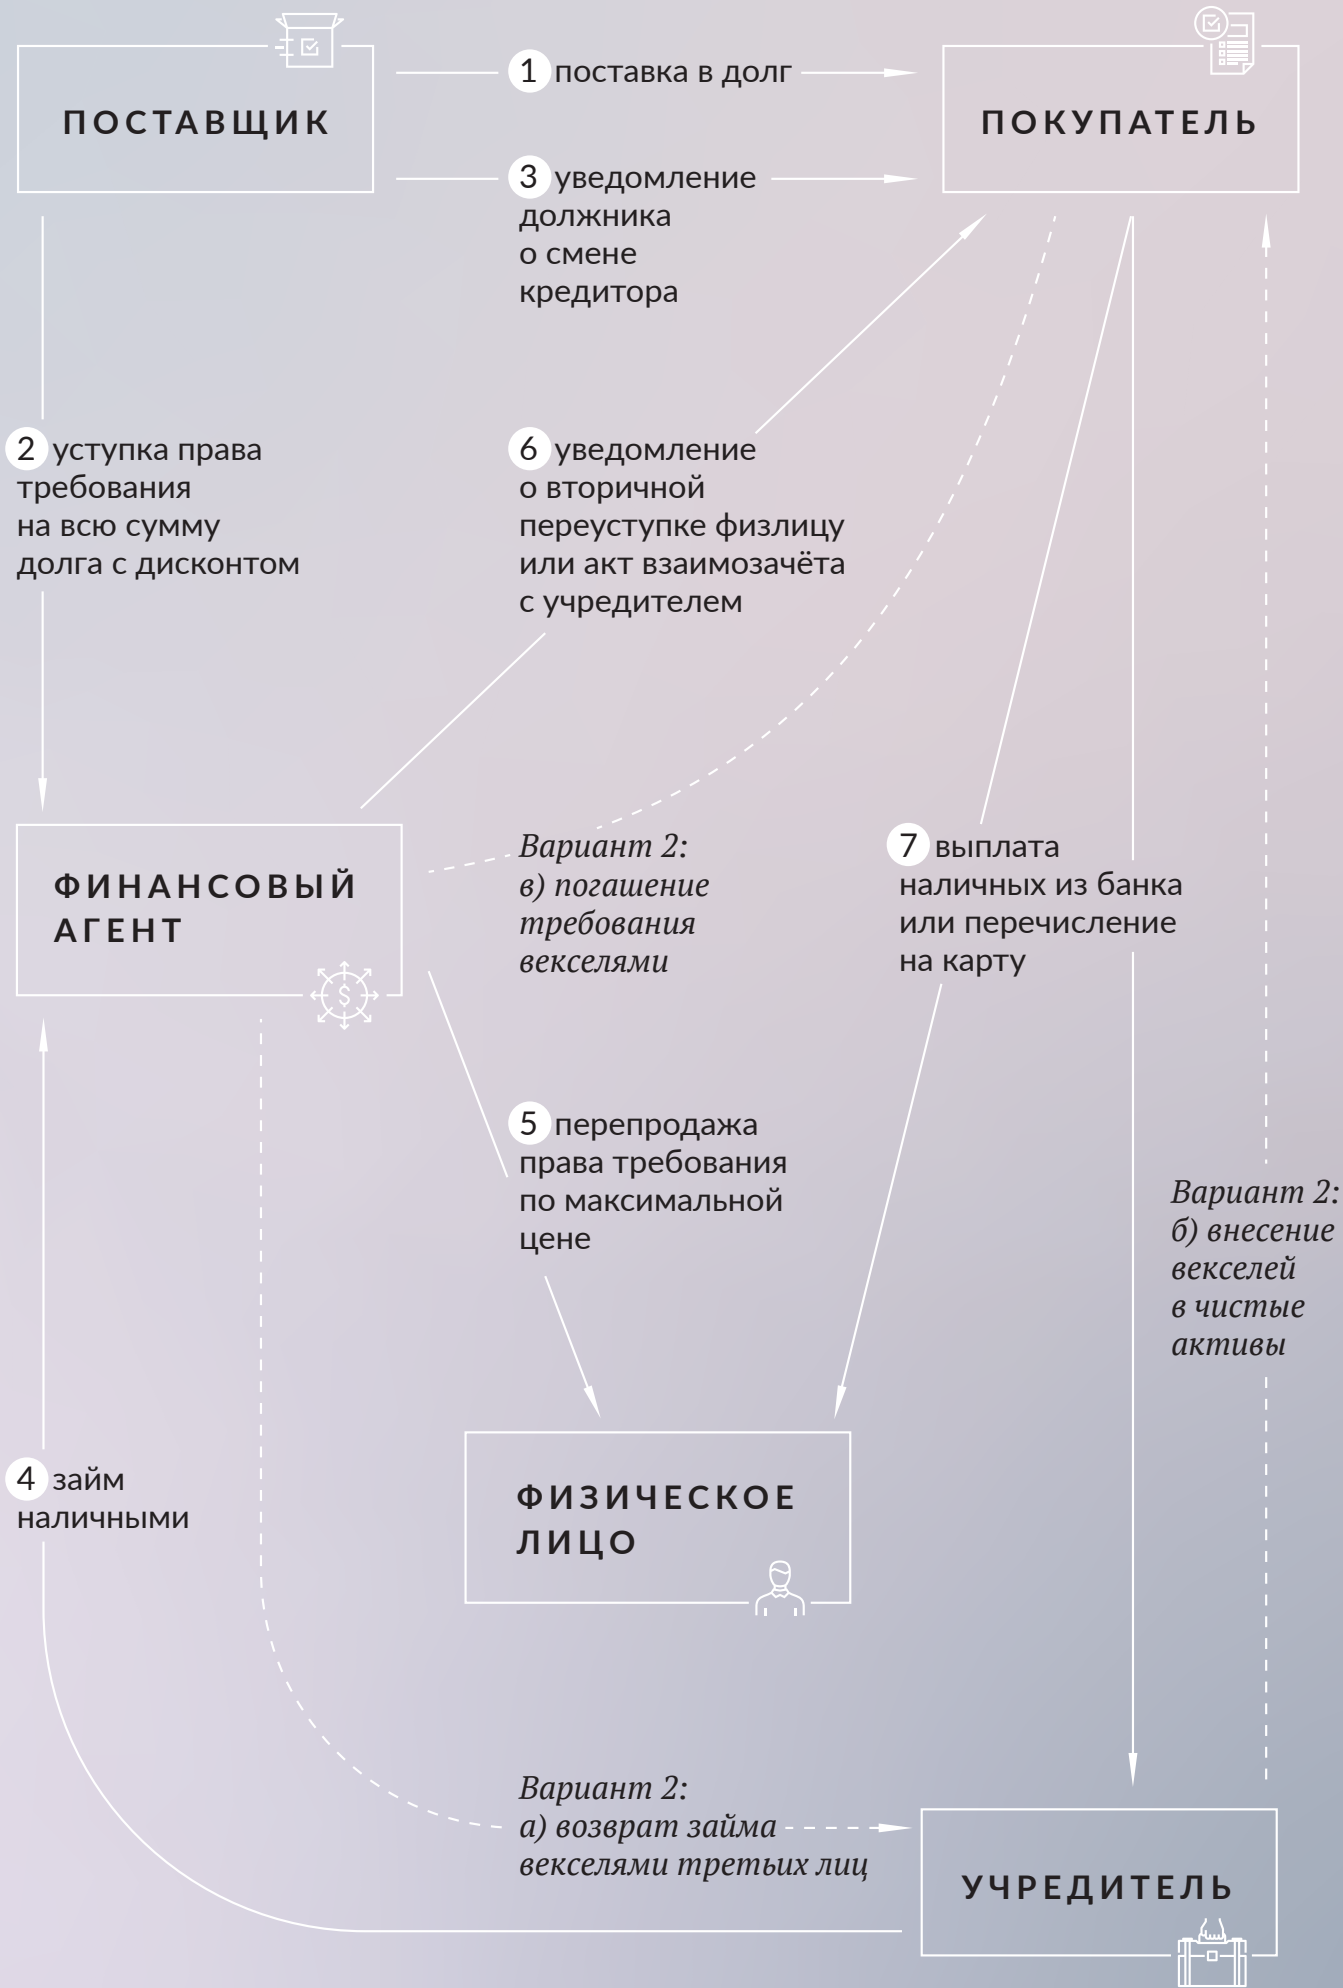 ПОСТАВЩИК
1 поставка в долг
ПОКУПАТЕЛЬ
3 уведомление
должника
о смене
кредитора
2 уступка права
требования
на всю сумму
долга с дисконтом
6 уведомление
о вторичной
переуступке физлицу
или акт взаимозачёта
с учредителем
ФИНАНСОВЫЙ
АГЕНТ
$
Вариант 2:
в) погашение
требования
векселями
7 выплата
наличных из банка
или перечисление
на карту
5 перепродажа
права требования
по максимальной
цене
Вариант 2:
б) внесение
векселей
в чистые
активы
4 займ
наличными
ФИЗИЧЕСКОЕ
ЛИЦО
Вариант 2:
а) возврат займа
векселями третьих лиц
УЧРЕДИТЕЛЬ